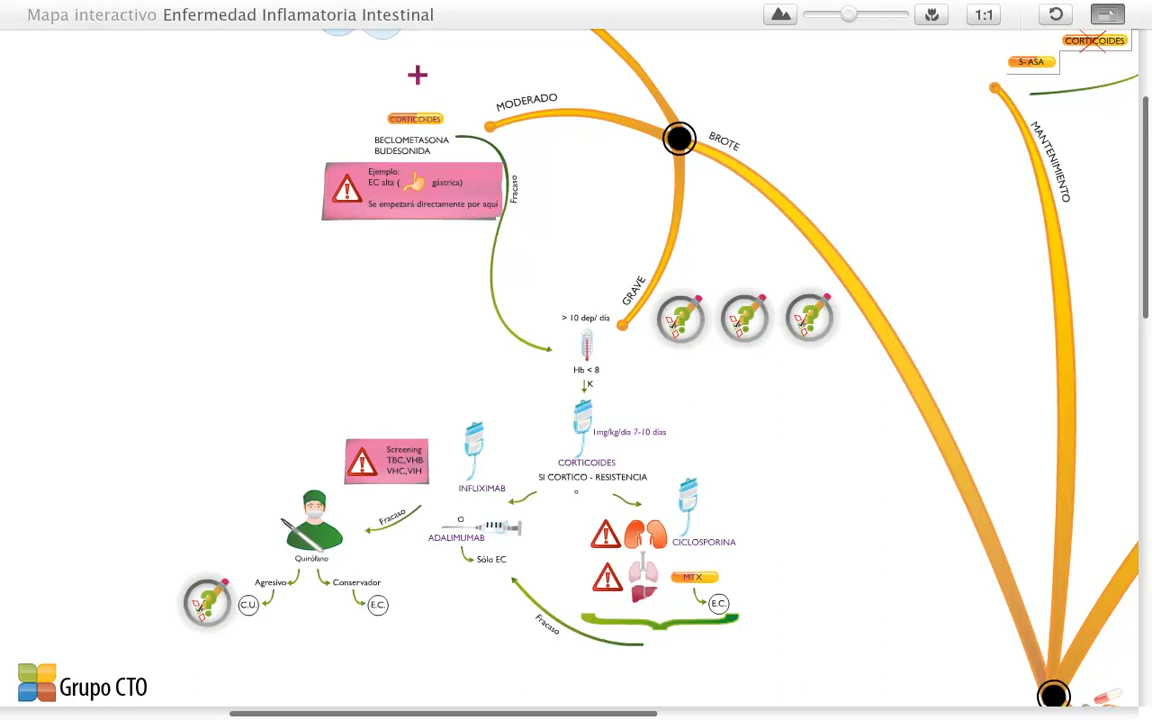 Mapa interactivo Enfermedad Inflamatoria Intestinal
1:1
CORTICOIDES
5- ASA
MANTENIMIENTO
BROTE
MODERADO
+
CORTICOIDES
BECLOMETASONA
BUDESONIDA
Fracaso
Ejemplo:
EC alta ( gástrica)
Se empezará directamente por aquí
GRAVE
> 10 dep/ día
Hb < 8
K
1mg/kg/día 7-10 días
CORTICOIDES
SI CORTICO - RESISTENCIA
Screening
TBC,VHB
VHC,VIH
INFLIXIMAB
O
ADALIMUMAB
Sólo EC
Fracaso
Quirófano
Agresivo
C.U.
Conservador
E.C.
CICLOSPORINA
MTX
E.C.
Fracaso
Grupo CTO